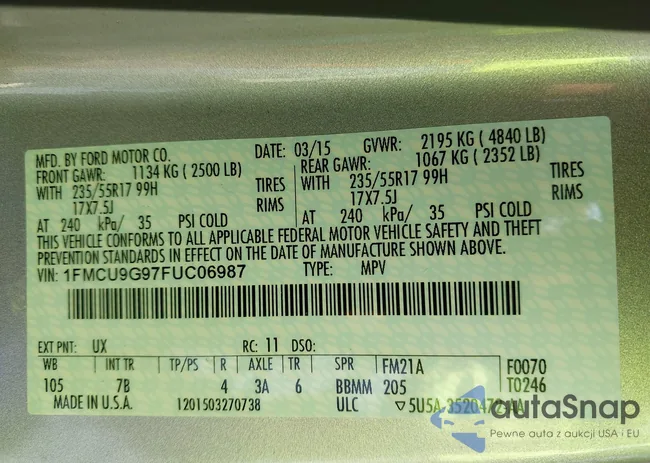 MFD. BY FORD MOTOR CO. DATE: 03/15 GVWR: 2195 KG ( 4840 LB)
FRONT GAWR: 1134 KG ( 2500 LB) REAR GAWR: 1067 KG ( 2352 LB)
WITH 235/55R17 99H TIRES WITH 235/55R17 99H TIRES
17X7.5J RIMS 17X7.5J RIMS
AT 240 kPa/ 35 PSI COLD AT 240 kPa/ 35 PSI COLD
THIS VEHICLE CONFORMS TO ALL APPLICABLE FEDERAL MOTOR VEHICLE SAFETY AND THEFT
PREVENTION STANDARDS IN EFFECT ON THE DATE OF MANUFACTURE SHOWN ABOVE.
VIN: 1FMCU9G97FUC06987 TYPE: MPV
EXT PNT: UX RC: 11 DSO:
WB INT TR TP/PS R AXLE TR SPR FM21A F0070
105 7B 4 3A 6 BBMM 205 T0246
MADE IN U.S.A. 1201503270738 ULC ▽5U5A
autoSnap
Pewne auta z aukcji USA i EU